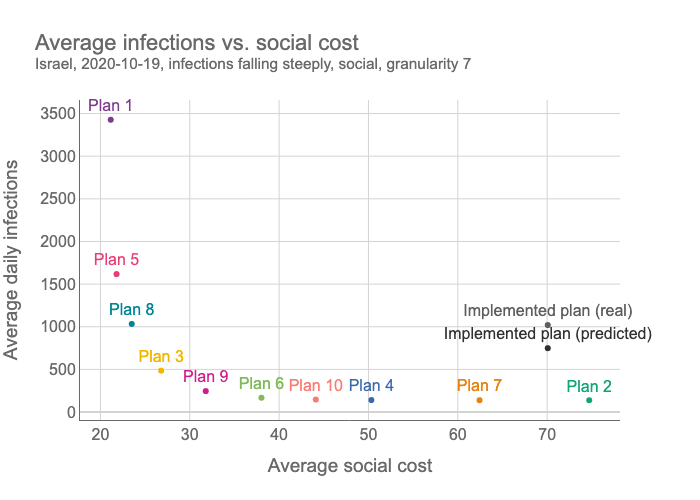 Average infections vs. social cost
Israel, 2020-10-19, infections falling steeply, social, granularity 7
Average daily infections
3500
3000
2500
2000
1500
1000
500
0
Plan 1
Plan 5
Plan 8
Implemented plan (real)
Implemented plan (predicted)
Plan 3
Plan 9
Plan 6
Plan 10
Plan 4
Plan 7
Plan 2
20 30 40 50 60 70
Average social cost